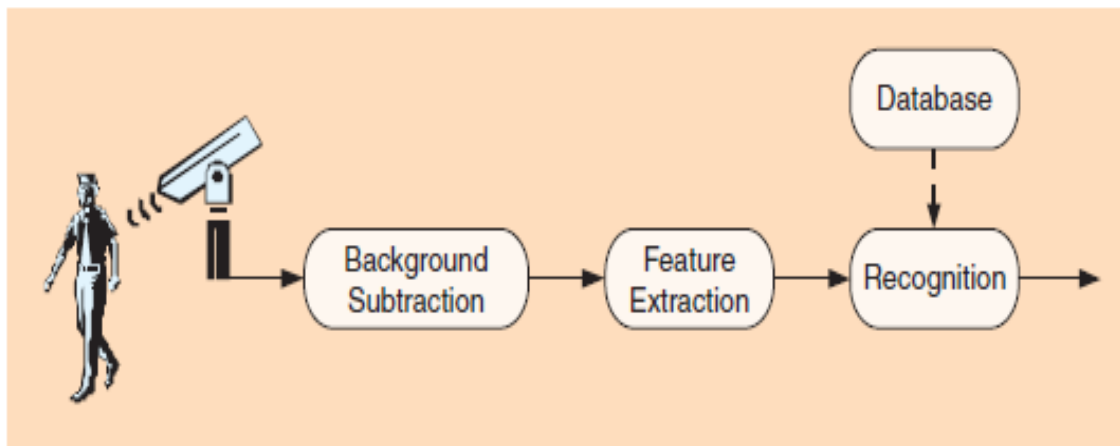 Database
Background
Subtraction
Feature
Extraction
Recognition